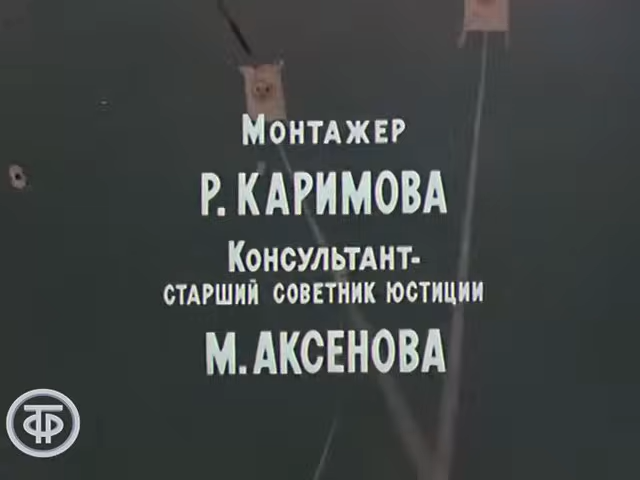 Монтажер
Р. КАРИМОВА
Консультант-
старший советник юстиции
М. АКСЕНОВА